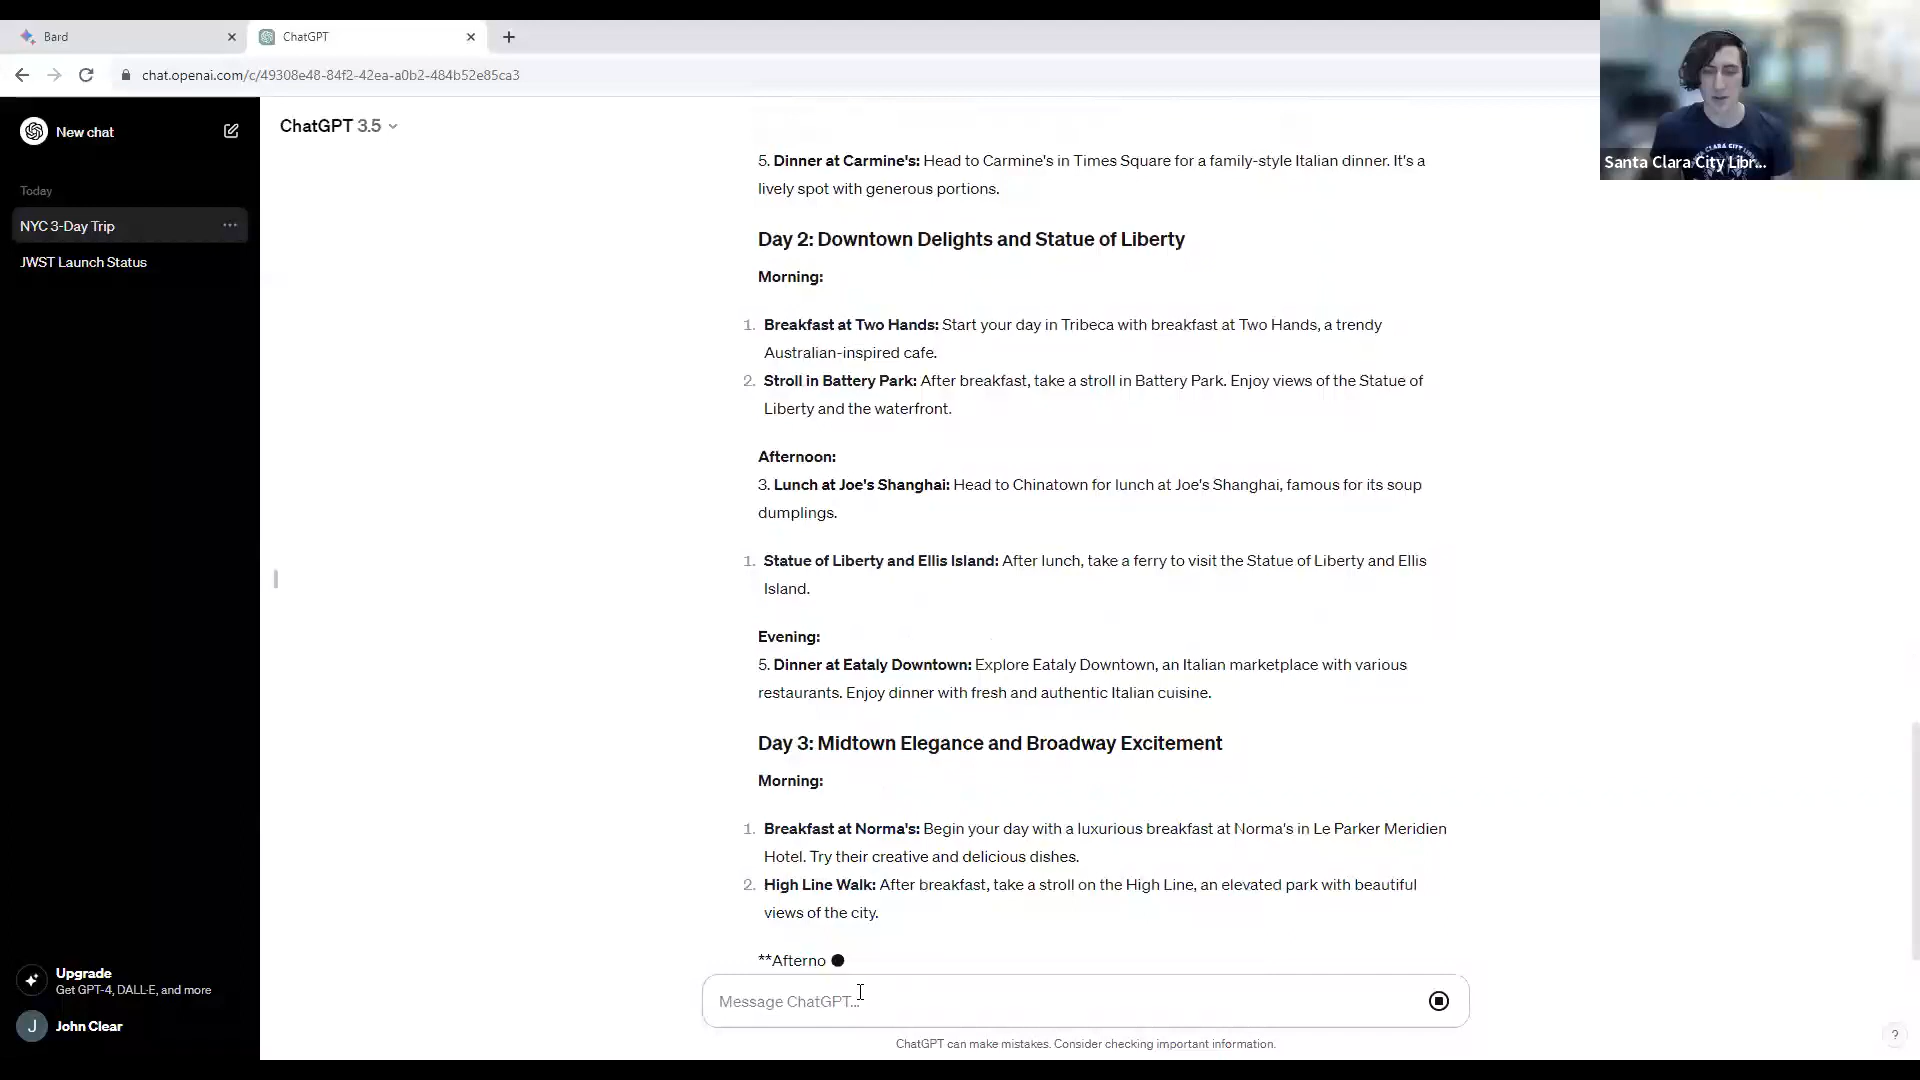 Bard
ChatGPT
chat.openai.com/c/49308e48-84f2-42ea-a0b2-484b52e85ca3
Santa Clara City Libr...
New chat
Today
NYC 3-Day Trip
JWST Launch Status
Upgrade
Get GPT-4, DALL·E, and more
J
John Clear
ChatGPT 3.5
5. Dinner at Carmine's: Head to Carmine's in Times Square for a family-style Italian dinner. It's a
lively spot with generous portions.
Day 2: Downtown Delights and Statue of Liberty
Morning:
1. Breakfast at Two Hands: Start your day in Tribeca with breakfast at Two Hands, a trendy
Australian-inspired cafe.
2. Stroll in Battery Park: After breakfast, take a stroll in Battery Park. Enjoy views of the Statue of
Liberty and the waterfront.
Afternoon:
3. Lunch at Joe's Shanghai: Head to Chinatown for lunch at Joe's Shanghai, famous for its soup
dumplings.
1. Statue of Liberty and Ellis Island: After lunch, take a ferry to visit the Statue of Liberty and Ellis
Island.
Evening:
5. Dinner at Eataly Downtown: Explore Eataly Downtown, an Italian marketplace with various
restaurants. Enjoy dinner with fresh and authentic Italian cuisine.
Day 3: Midtown Elegance and Broadway Excitement
Morning:
1. Breakfast at Norma's: Begin your day with a luxurious breakfast at Norma's in Le Parker Meridien
Hotel. Try their creative and delicious dishes.
2. High Line Walk: After breakfast, take a stroll on the High Line, an elevated park with beautiful
views of the city.
**Afterno
Message ChatGPT...
ChatGPT can make mistakes. Consider checking important information.
?